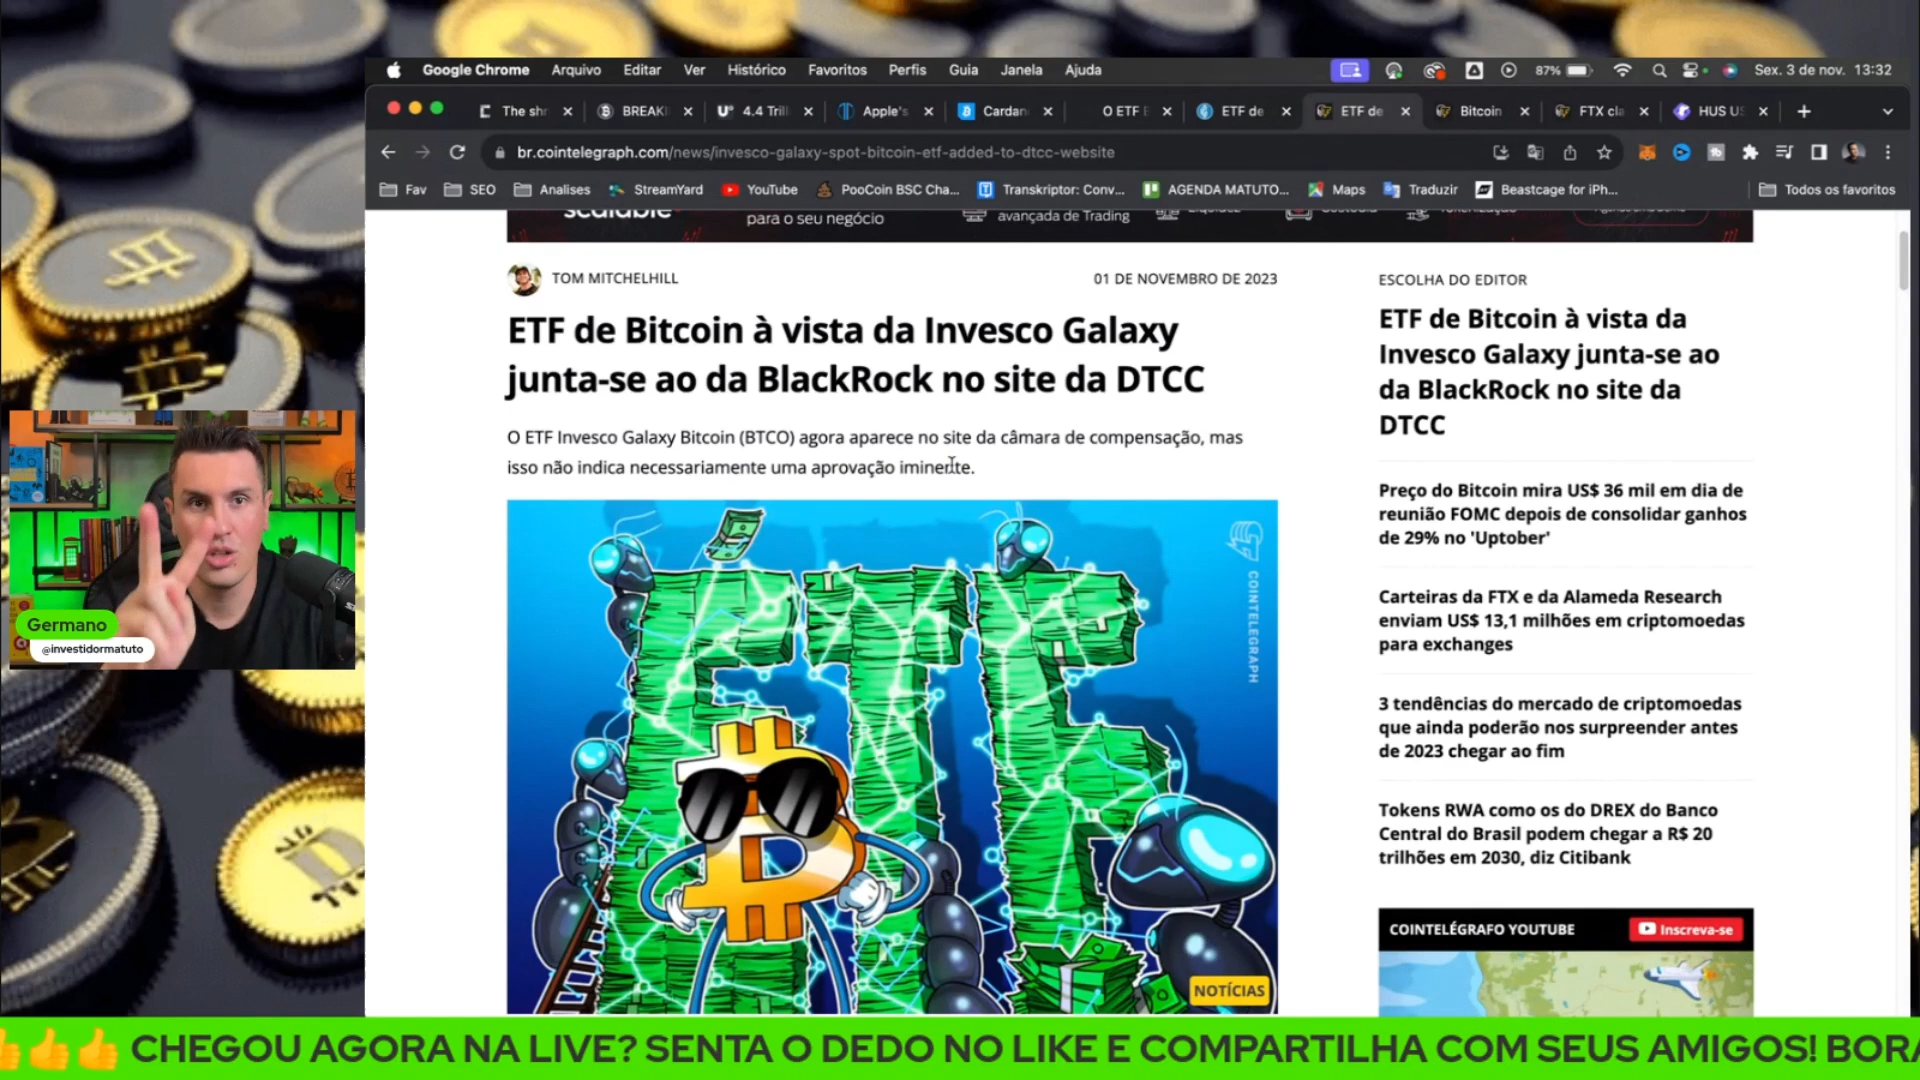 Google Chrome Arquivo Editar Ver Histórico Favoritos Perfis Guia Janela Ajuda 87% Sex. 3 de nov. 13:32
The shr BREAKI 4.4 Trill Apple's Cardan O ETF E ETF de ETF de Bitcoin FTX cla HUS U
br.cointelegraph.com/news/invesco-galaxy-spot-bitcoin-etf-added-to-dtcc-website
Fav SEO Analises StreamYard YouTube PooCoin BSC Cha... Transkriptor: Conv... AGENDA MATUTO... Maps Traduzir Beastcage for iPh... Todos os favoritos
scalable
para o seu negócio
avançada de Trading
TOM MITCHELHILL
01 DE NOVEMBRO DE 2023
ETF de Bitcoin à vista da Invesco Galaxy
junta-se ao da BlackRock no site da DTCC
O ETF Invesco Galaxy Bitcoin (BTCO) agora aparece no site da câmara de compensação, mas
isso não indica necessariamente uma aprovação iminente.
ETF
COINTELEGRAPH
NOTÍCIAS
ESCOLHA DO EDITOR
ETF de Bitcoin à vista da
Invesco Galaxy junta-se ao
da BlackRock no site da
DTCC
Preço do Bitcoin mira US$ 36 mil em dia de
reunião FOMC depois de consolidar ganhos
de 29% no 'Uptober'
Carteiras da FTX e da Alameda Research
enviam US$ 13,1 milhões em criptomoedas
para exchanges
3 tendências do mercado de criptomoedas
que ainda poderão nos surpreender antes
de 2023 chegar ao fim
Tokens RWA como os do DREX do Banco
Central do Brasil podem chegar a R$ 20
trilhões em 2030, diz Citibank
COINTELÉGRAFO YOUTUBE Inscreva-se
Germano
@investidormatuto
CHEGOU AGORA NA LIVE? SENTA O DEDO NO LIKE E COMPARTILHA COM SEUS AMIGOS! BORA